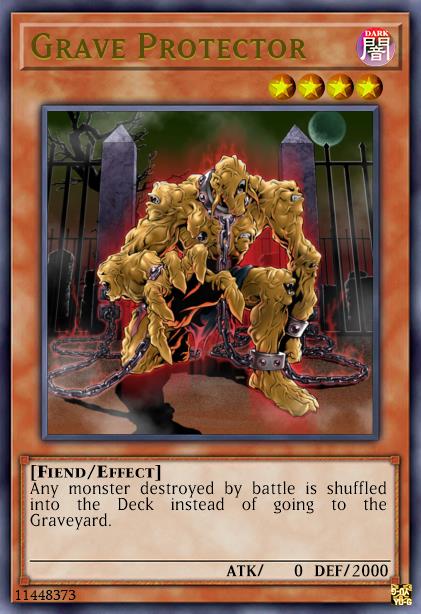 GRAVE PROTECTOR
DARK
闇
[FIEND/EFFECT]
Any monster destroyed by battle is shuffled
into the Deck instead of going to the
Graveyard.
ATK/ 0 DEF/2000
11448373